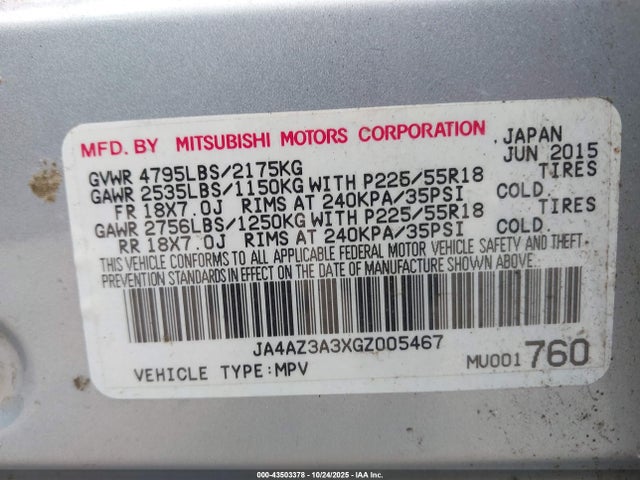 MFD. BY MITSUBISHI MOTORS CORPORATION JAPAN
GVWR 4795LBS/2175KG JUN 2015
GAWR 2535LBS/1150KG WITH P225/55R18 TIRES
FR 18X7.0J RIMS AT 240KPA/35PSI COLD.
GAWR 2756LBS/1250KG WITH P225/55R18 TIRES
RR 18X7.0J RIMS AT 240KPA/35PSI COLD.
THIS VEHICLE CONFORMS TO ALL APPLICABLE FEDERAL MOTOR VEHICLE SAFETY AND THEFT
PREVENTION STANDARDS IN EFFECT ON THE DATE OF MANUFACTURE SHOWN ABOVE
JA4AZ3A3XGZ005467
VEHICLE TYPE:MPV MU001 760
000-43503378 - 10/24/2025 - Copyright © 2025 IAA, Inc.